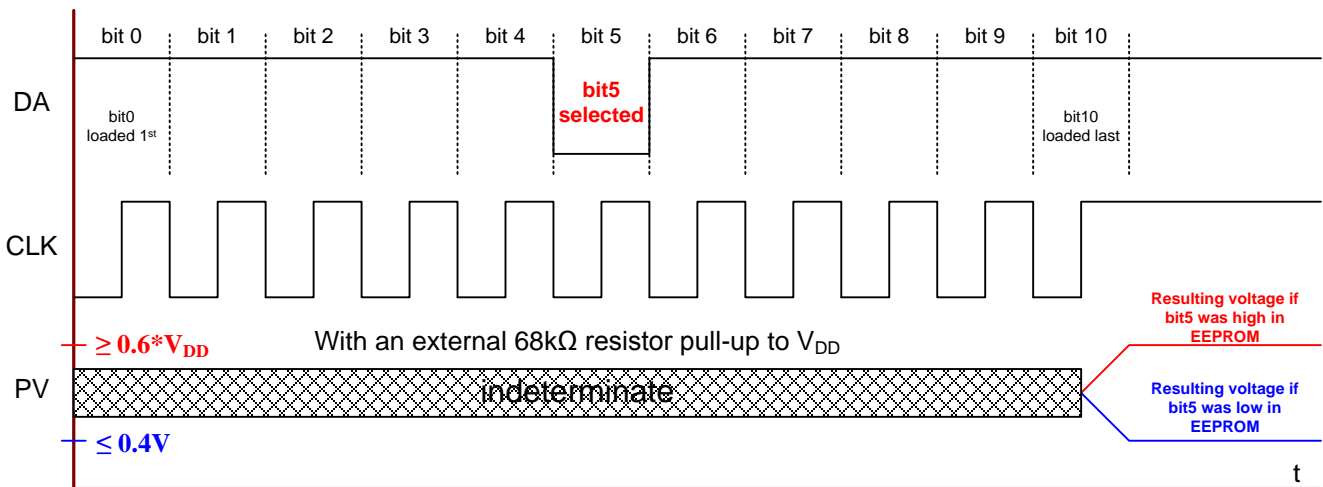 bit 0 bit 1 bit 2 bit 3 bit 4 bit 5 bit 6 bit 7 bit 8 bit 9 bit 10
DA
bit0
loaded 1st
bit5
selected
bit10
loaded last
CLK
Resulting voltage if
bit5 was high in
EEPROM
≥ 0.6*VDD
With an external 68kΩ resistor pull-up to VDD
PV
indeterminate
Resulting voltage if
bit5 was low in
EEPROM
≤ 0.4V
t